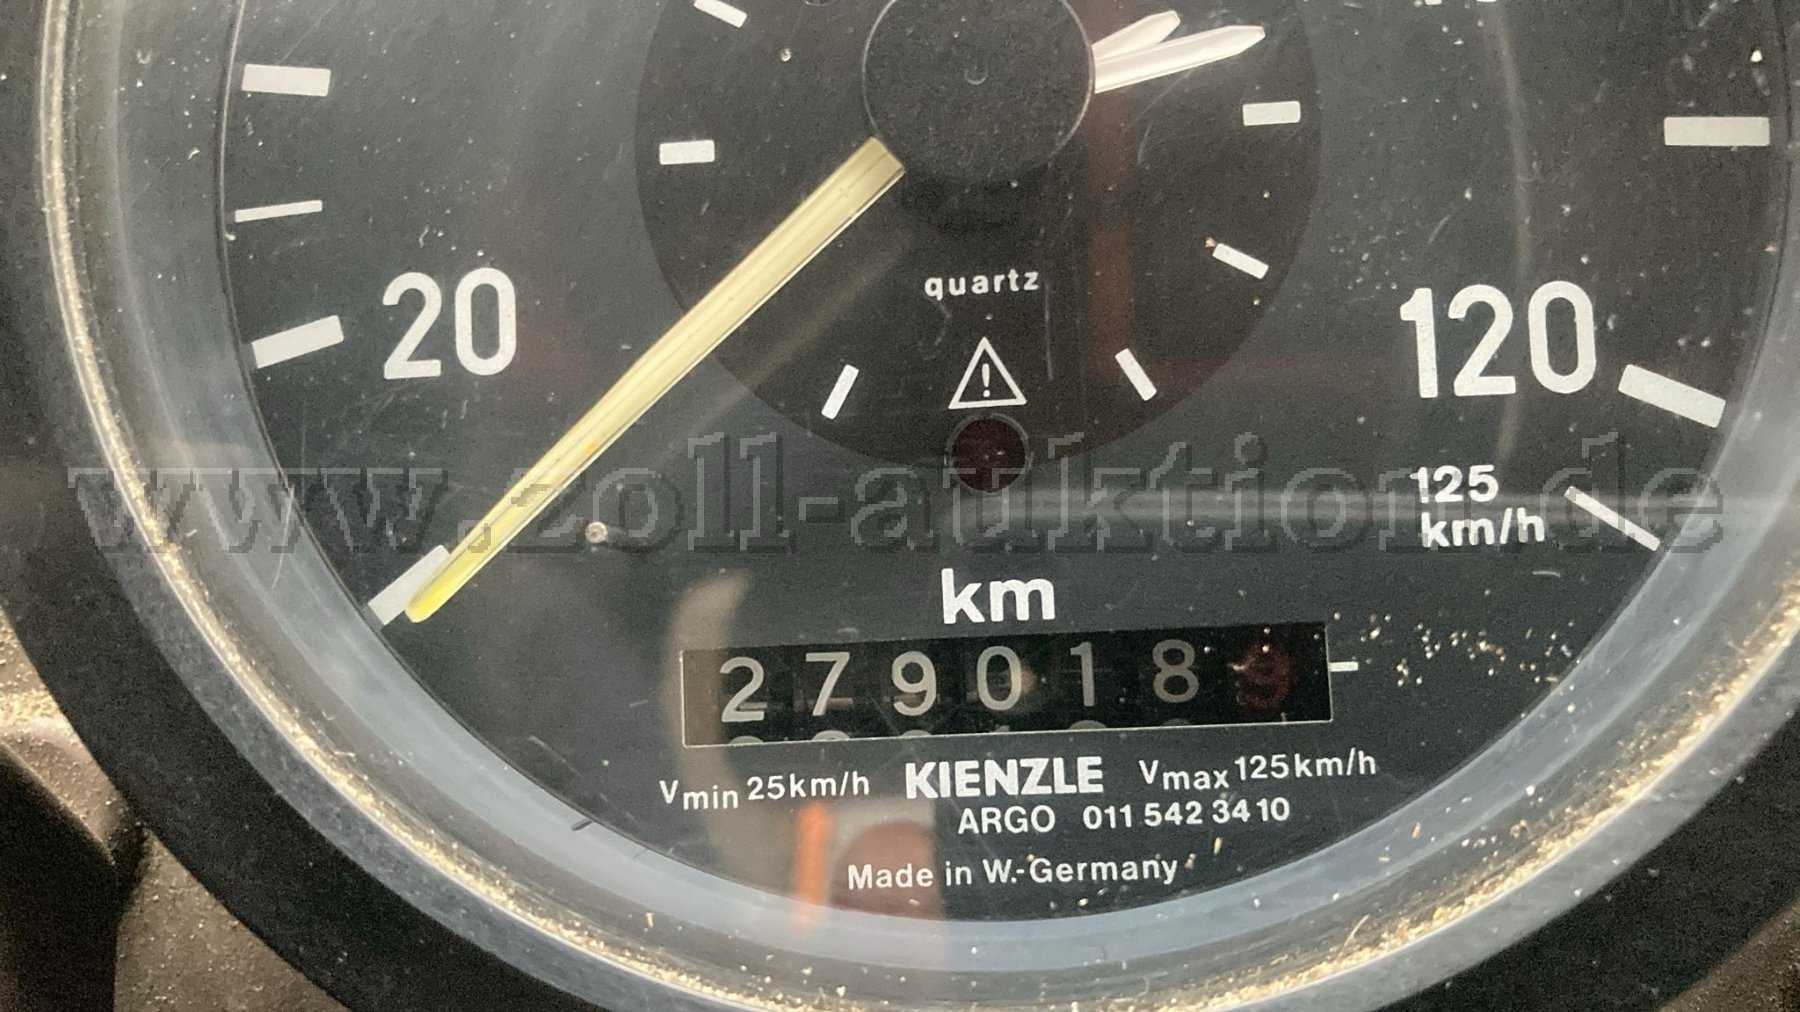 quartz
20
120
www.zoll-auktion.de
125
km/h
km
279018 9
Vmin 25km/h KIENZLE Vmax 125km/h
ARGO 011 542 34 10
Made in W.-Germany